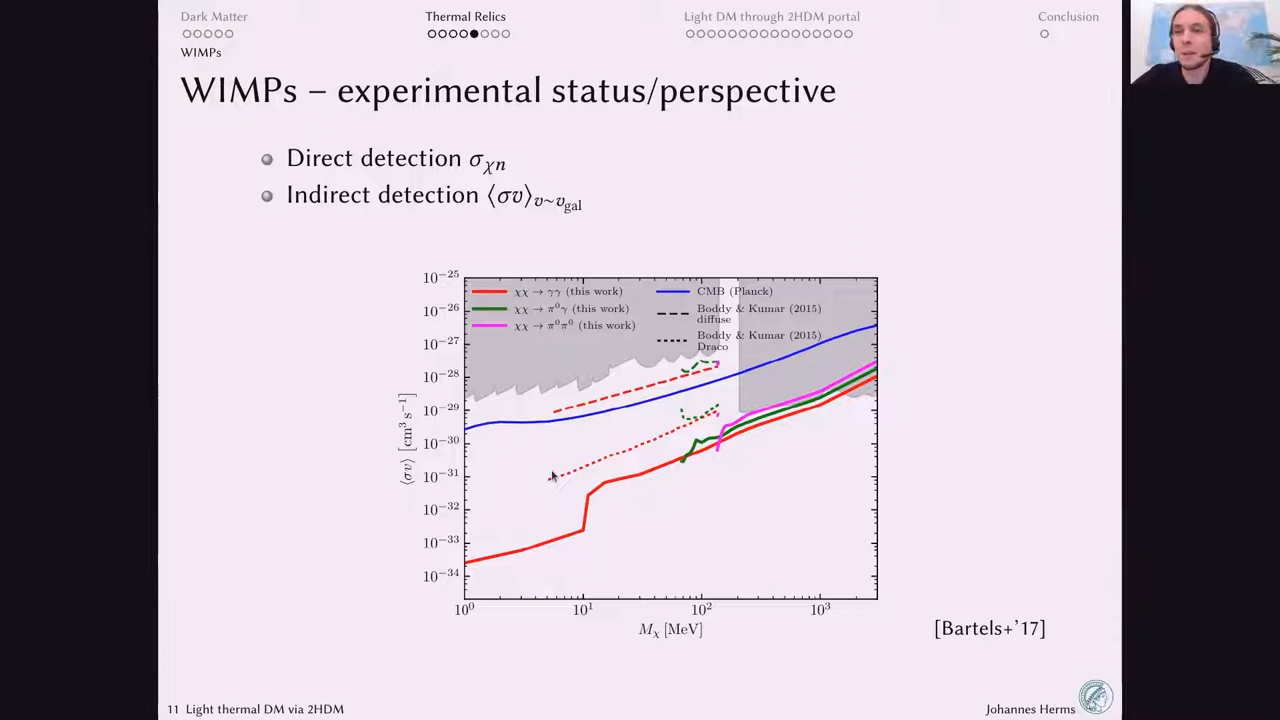 Dark Matter
Thermal Relics
Light DM through 2HDM portal
Conclusion
WIMPs
WIMPs – experimental status/perspective
Direct detection σχn
Indirect detection ⟨σv⟩v~vgal
10⁻²⁵
10⁻²⁶
10⁻²⁷
10⁻²⁸
10⁻²⁹
10⁻³⁰
10⁻³¹
10⁻³²
10⁻³³
10⁻³⁴
⟨σv⟩ [cm³ s⁻¹]
χχ → γγ (this work)
χχ → π⁰γ (this work)
χχ → π⁰π⁰ (this work)
CMB (Planck)
Boddy & Kumar (2015)
diffuse
Boddy & Kumar (2015)
Draco
10⁰ 10¹ 10² 10³
Mχ [MeV]
[Bartels+'17]
11 Light thermal DM via 2HDM
Johannes Herms